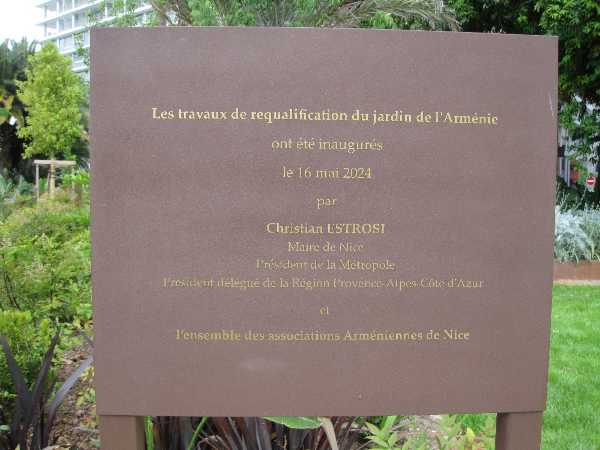 Les travaux de requalification du jardin de l'Arménie
ont été inaugurés
le 16 mai 2024
par
Christian ESTROSI
Maire de Nice
Président de la Métropole
Président délégué de la Région Provence-Alpes-Côte d'Azur
et
l'ensemble des associations Arméniennes de Nice